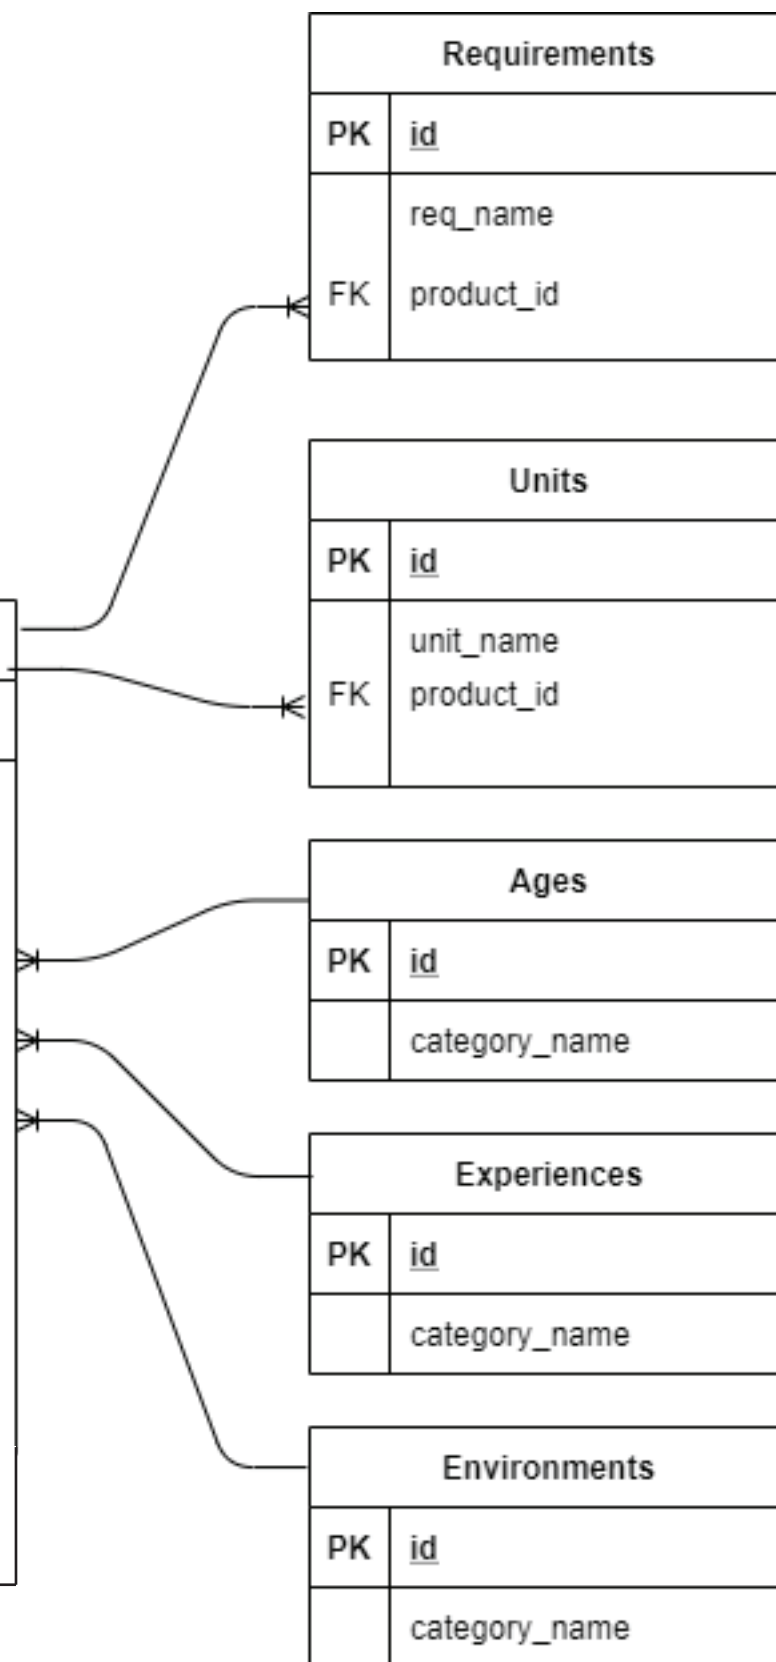 Requirements
PK id
req_name
FK product_id
Units
PK id
unit_name
FK product_id
Ages
PK id
category_name
Experiences
PK id
category_name
Environments
PK id
category_name